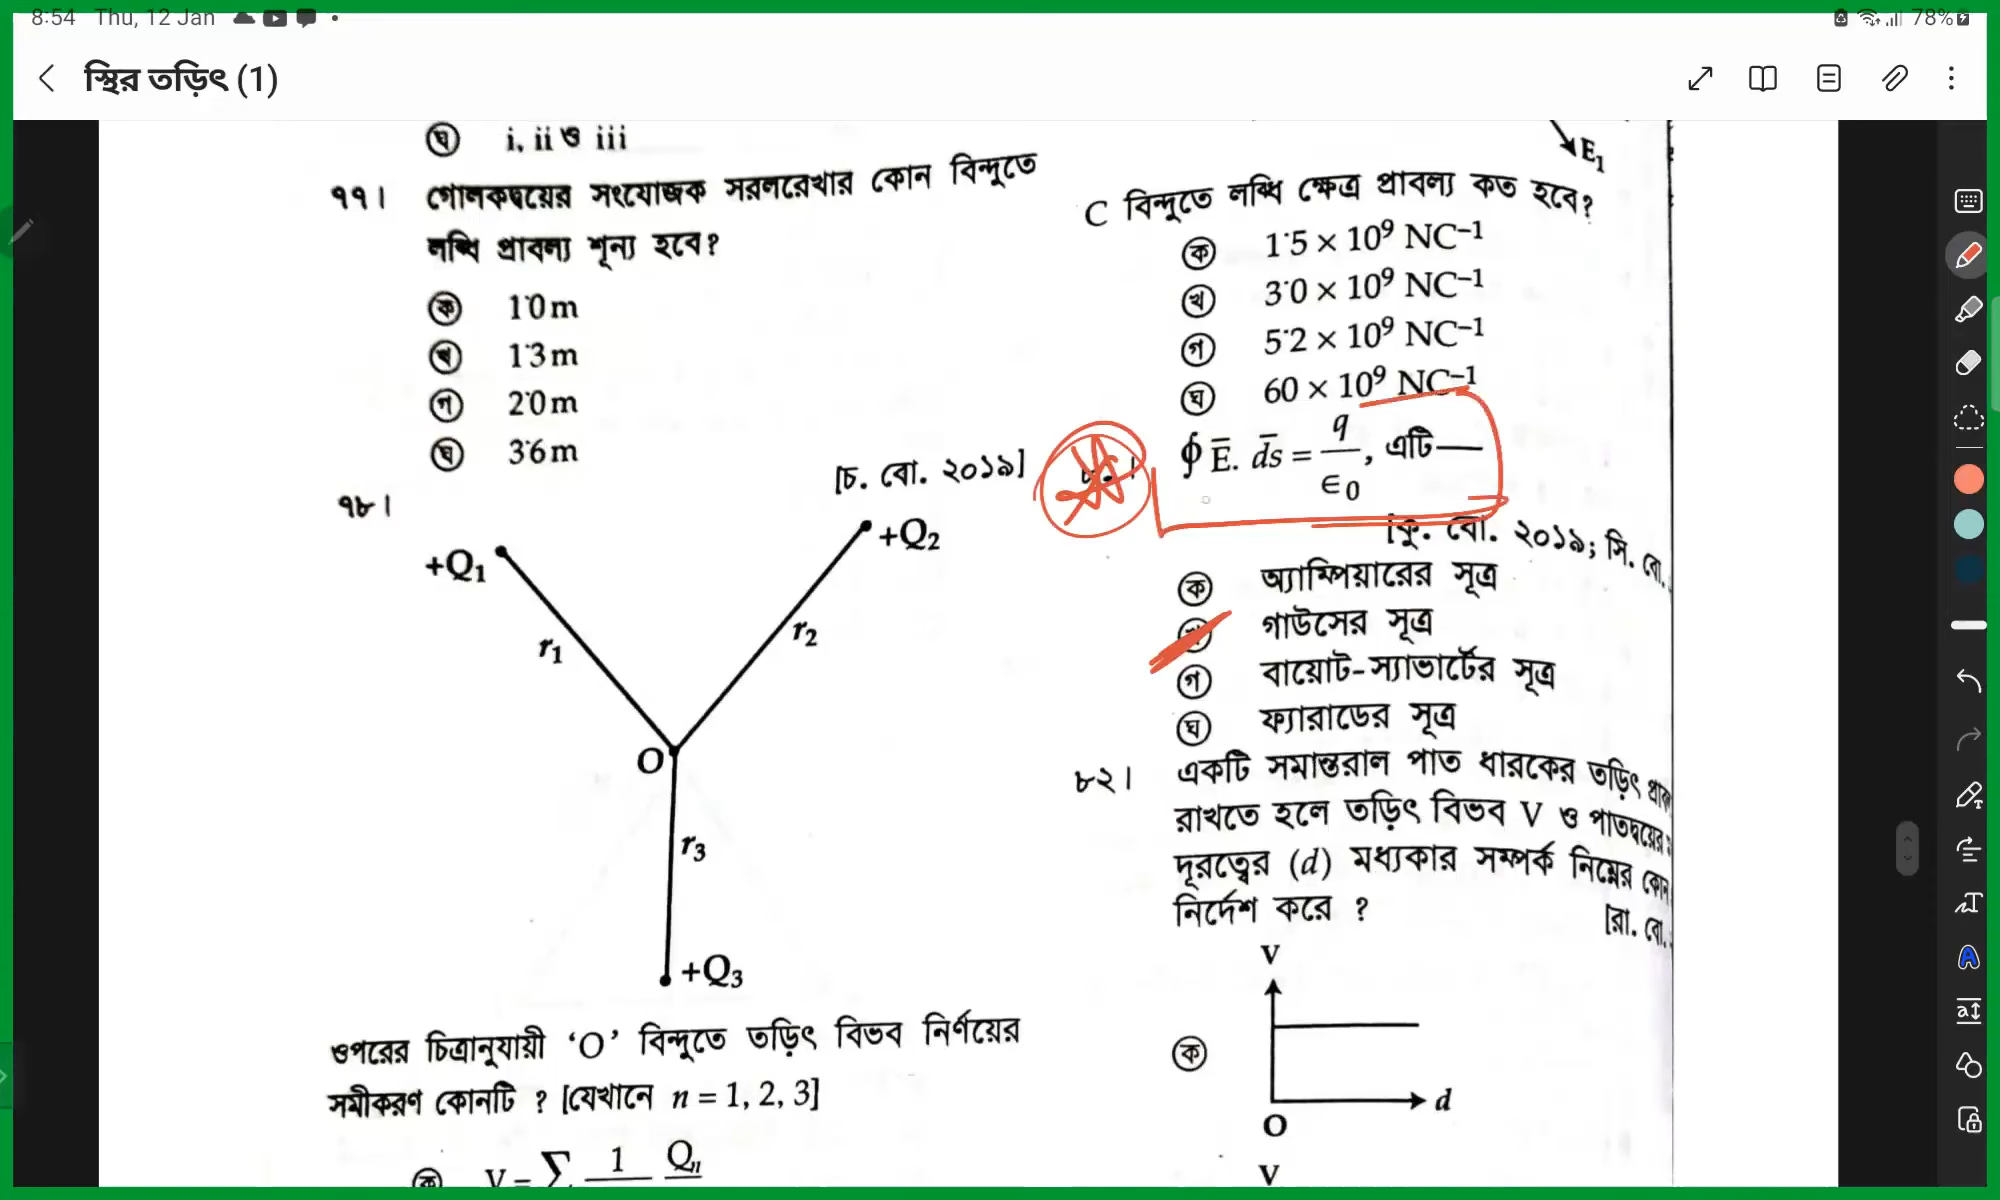 8:54 Thu, 12 Jan
78%
স্থির তড়িৎ (1)
ঘ i, ii ও iii
৭৭। গোলকদ্বয়ের সংযোজক সরলরেখার কোন বিন্দুতে
লব্ধি প্রাবল্য শূন্য হবে?
ক 1·0 m
খ 1·3 m
গ 2·0 m
ঘ 3·6 m
[চ. বো. ২০১৯]
৭৮।
+Q1
+Q2
r1
r2
O
r3
+Q3
ওপরের চিত্রানুযায়ী ‘O’ বিন্দুতে তড়িৎ বিভব নির্ণয়ের
সমীকরণ কোনটি ? [যেখানে n = 1, 2, 3]
ক V = ∑ 1 Qn
E1
C বিন্দুতে লব্ধি ক্ষেত্র প্রাবল্য কত হবে?
ক 1·5 × 10⁹ NC⁻¹
খ 3·0 × 10⁹ NC⁻¹
গ 5·2 × 10⁹ NC⁻¹
ঘ 60 × 10⁹ NC⁻¹
∮ E̅. d̅s = q/∈0, এটি—
[কু. বো. ২০১৯; সি. বো.
ক অ্যাম্পিয়ারের সূত্র
খ গাউসের সূত্র
গ বায়োট-স্যাভার্টের সূত্র
ঘ ফ্যারাডের সূত্র
৮২। একটি সমান্তরাল পাত ধারকের তড়িৎ
রাখতে হলে তড়িৎ বিভব V ও পাতদ্বয়ের
দূরত্বের (d) মধ্যকার সম্পর্ক নিম্নের কোন
নির্দেশ করে ?
[রা. বো.
V
ক
d
O
V